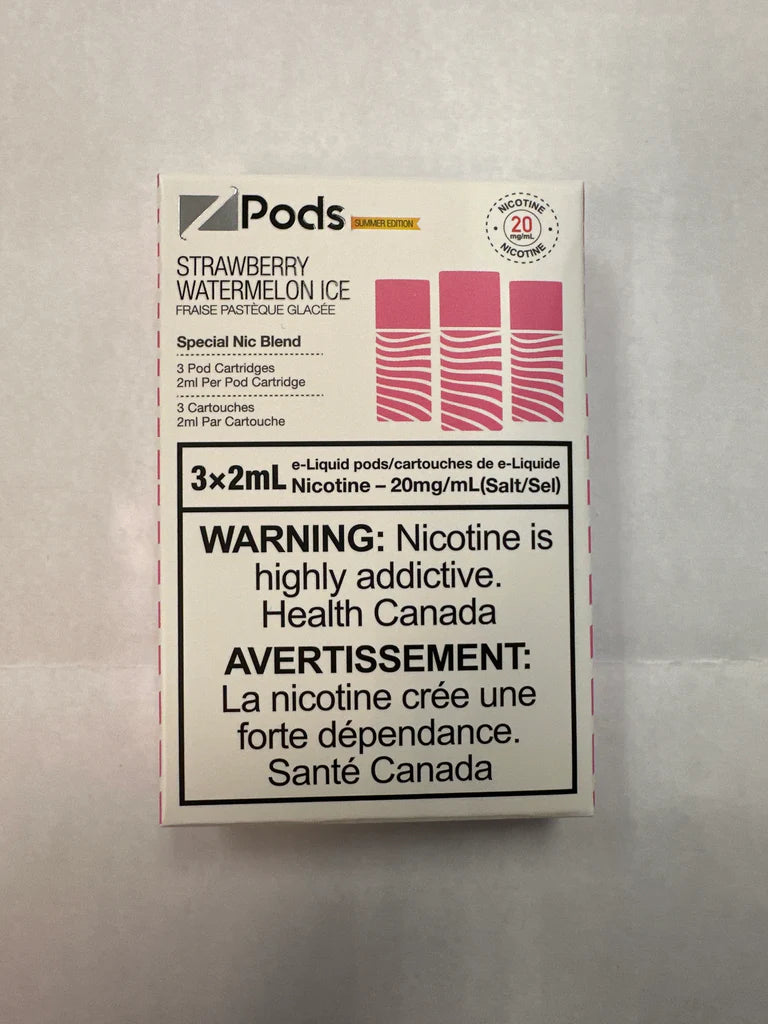 ZPods SUMMER EDITION
NICOTINE
20
mg/mL
NICOTINE
STRAWBERRY
WATERMELON ICE
FRAISE PASTÈQUE GLACÉE
Special Nic Blend
3 Pod Cartridges
2ml Per Pod Cartridge
3 Cartouches
2ml Par Cartouche
3×2mL e-Liquid pods/cartouches de e-Liquide
Nicotine – 20mg/mL(Salt/Sel)
WARNING: Nicotine is
highly addictive.
Health Canada
AVERTISSEMENT:
La nicotine crée une
forte dépendance.
Santé Canada